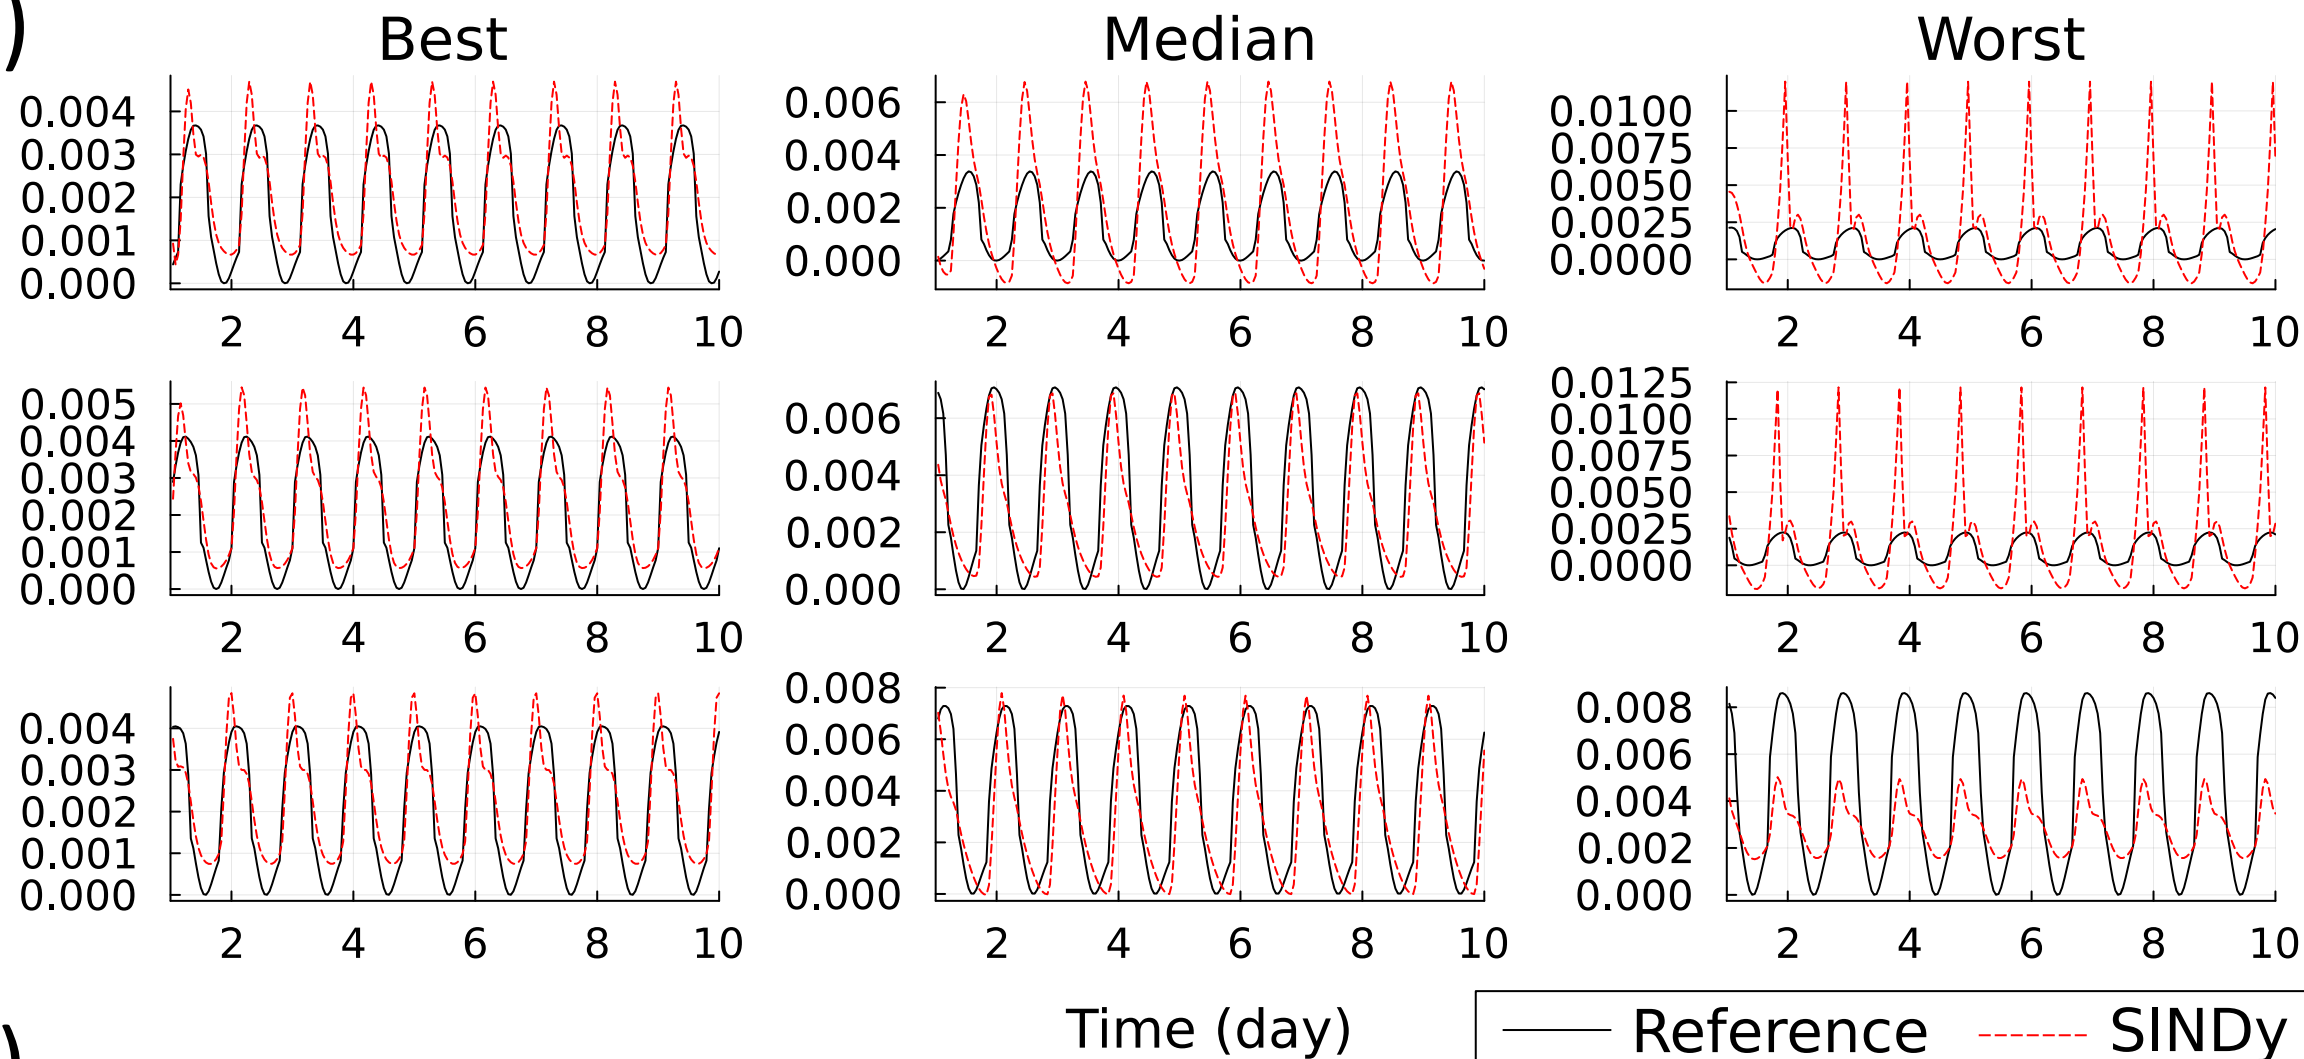 )
Best Median Worst
0.004 0.003 0.002 0.001 0.000
2 4 6 8 10
0.006 0.004 0.002 0.000
2 4 6 8 10
0.0100 0.0075 0.0050 0.0025 0.0000
2 4 6 8 10
0.005 0.004 0.003 0.002 0.001 0.000
2 4 6 8 10
0.006 0.004 0.002 0.000
2 4 6 8 10
0.0125 0.0100 0.0075 0.0050 0.0025 0.0000
2 4 6 8 10
0.004 0.003 0.002 0.001 0.000
2 4 6 8 10
0.008 0.006 0.004 0.002 0.000
2 4 6 8 10
0.008 0.006 0.004 0.002 0.000
2 4 6 8 10
Time (day)
Reference SINDy
)